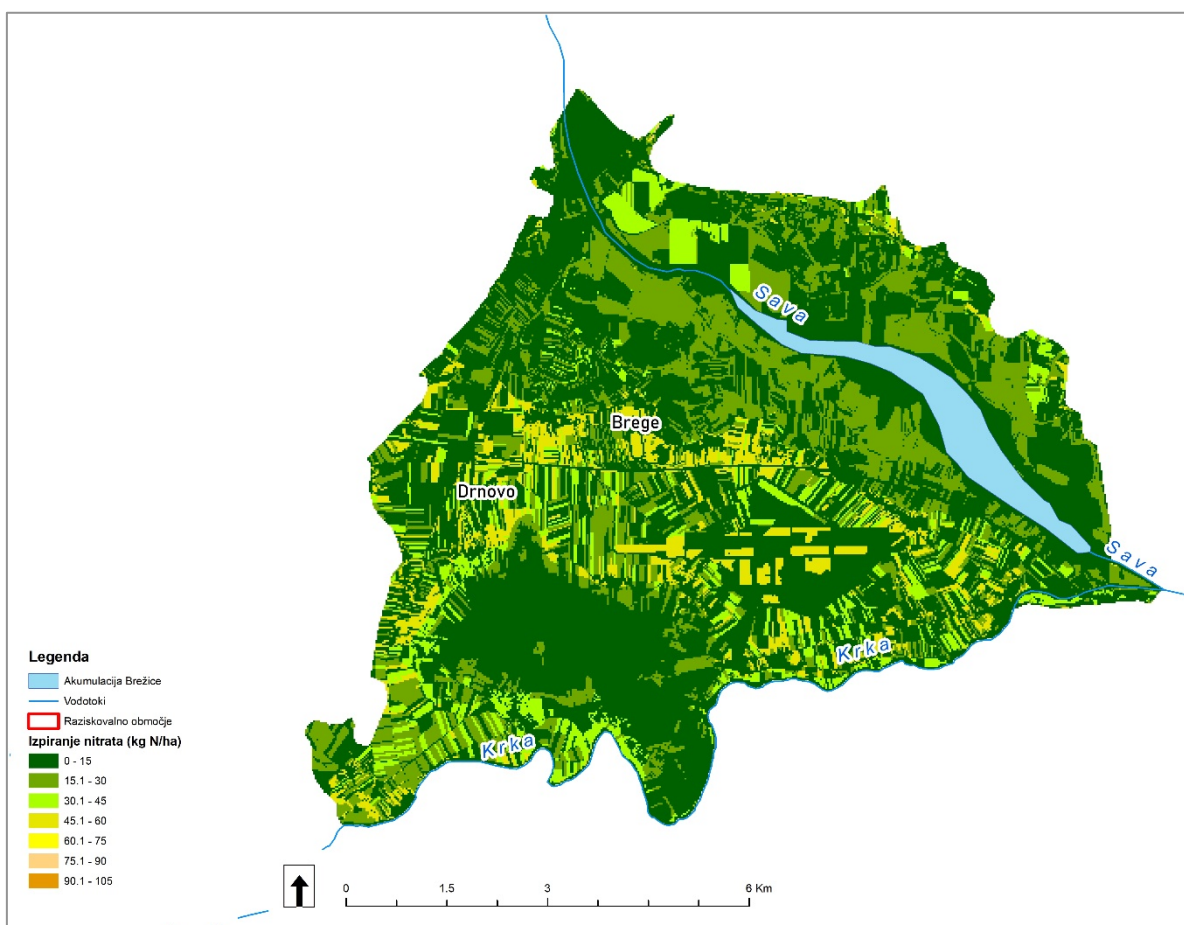 Sava
Brege
Drnovo
Sava
Krka
Krka
Legenda
Akumulacija Brežice
Vodotoki
Raziskovalno območje
Izpiranje nitrata (kg N/ha)
0 - 15
15.1 - 30
30.1 - 45
45.1 - 60
60.1 - 75
75.1 - 90
90.1 - 105
0 1.5 3 6 Km